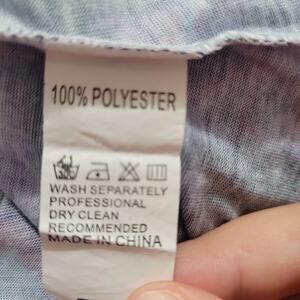 100% POLYESTER
WASH SEPARATELY
PROFESSIONAL
DRY CLEAN
RECOMMENDED
MADE IN CHINA